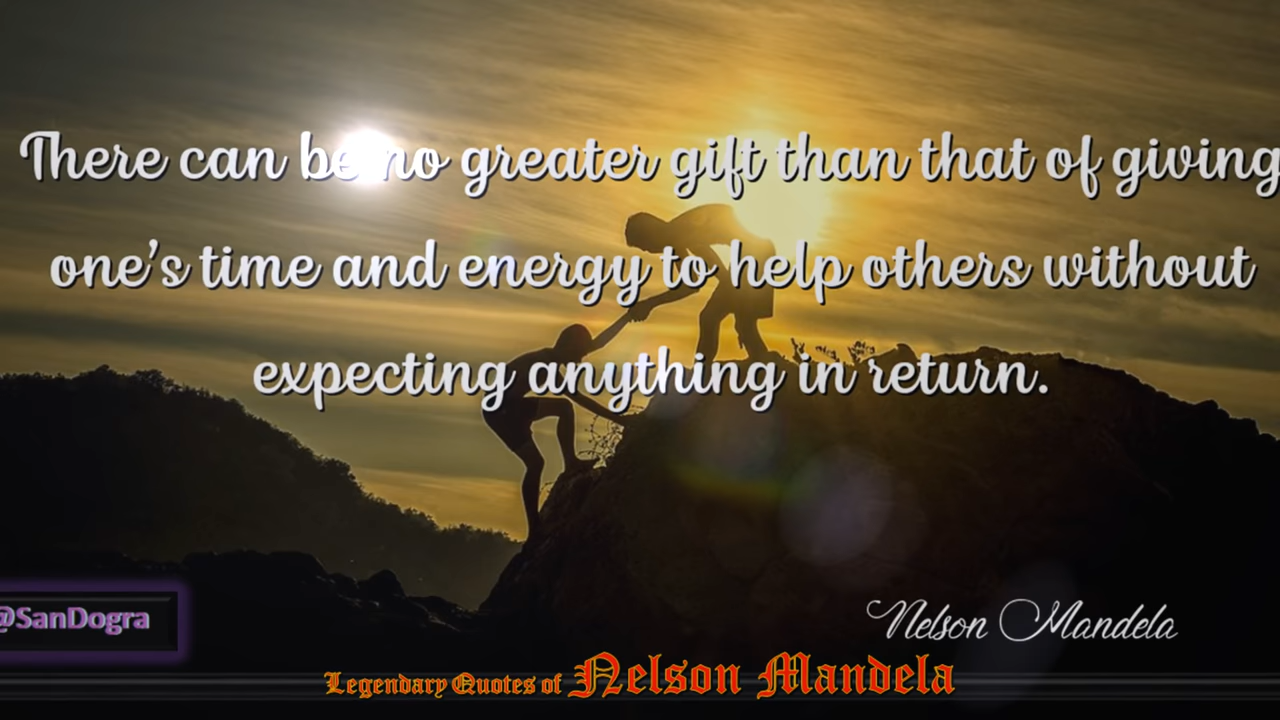 There can be no greater gift than that of giving
one's time and energy to help others without
expecting anything in return.
@SanDogra
Nelson Mandela
Legendary Quotes of Nelson Mandela